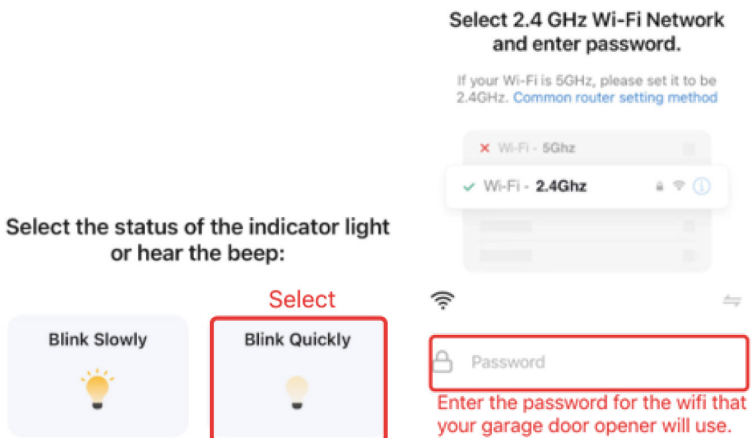 Select the status of the indicator light
or hear the beep:
Select
Blink Slowly
Blink Quickly
Select 2.4 GHz Wi-Fi Network
and enter password.
If your Wi-Fi is 5GHz, please set it to be
2.4GHz. Common router setting method
Wi-Fi - 5Ghz
Wi-Fi - 2.4Ghz
Password
Enter the password for the wifi that
your garage door opener will use.